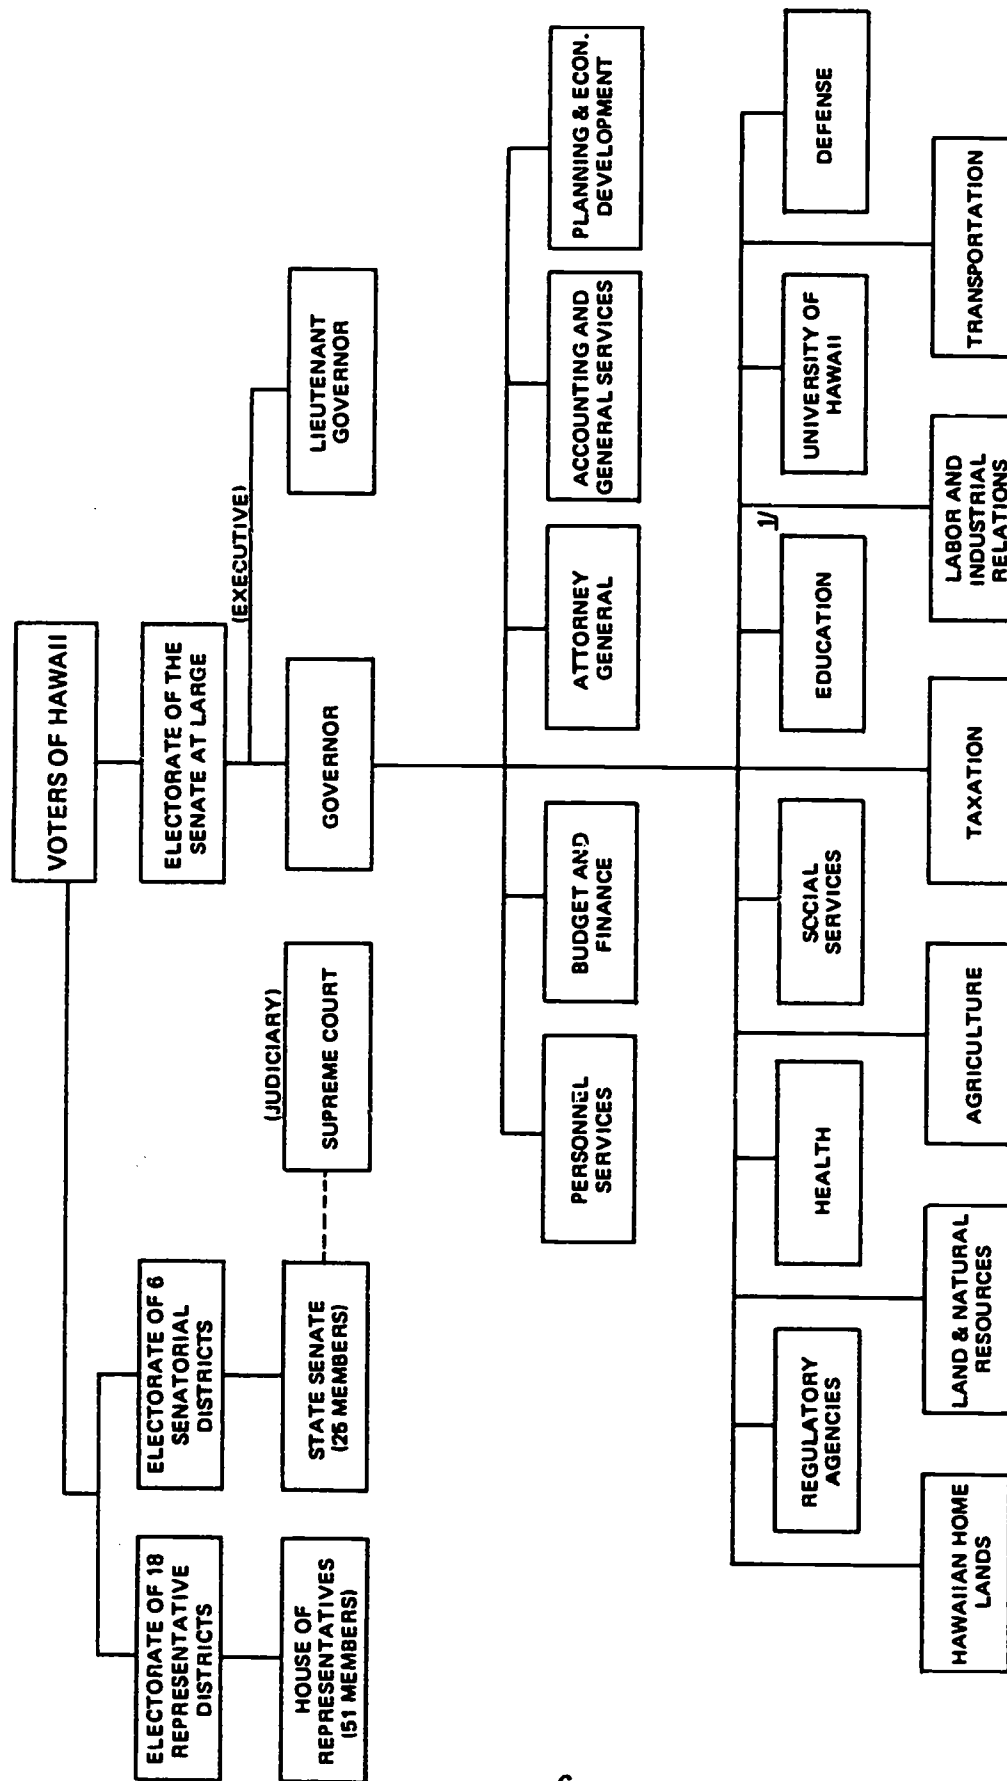 VOTERS OF HAWAII
ELECTORATE OF 18
REPRESENTATIVE
DISTRICTS
ELECTORATE OF 6
SENATORIAL
DISTRICTS
ELECTORATE OF THE
SENATE AT LARGE
(EXECUTIVE)
(JUDICIARY)
HOUSE OF
REPRESENTATIVES
(51 MEMBERS)
STATE SENATE
(25 MEMBERS)
SUPREME COURT
GOVERNOR
LIEUTENANT
GOVERNOR
PERSONNEL
SERVICES
BUDGET AND
FINANCE
ATTORNEY
GENERAL
ACCOUNTING AND
GENERAL SERVICES
PLANNING & ECON.
DEVELOPMENT
REGULATORY
AGENCIES
HEALTH
SOCIAL
SERVICES
EDUCATION
1/
UNIVERSITY OF
HAWAII
DEFENSE
HAWAIIAN HOME
LANDS
LAND & NATURAL
RESOURCES
AGRICULTURE
TAXATION
LABOR AND
INDUSTRIAL
RELATIONS
TRANSPORTATION